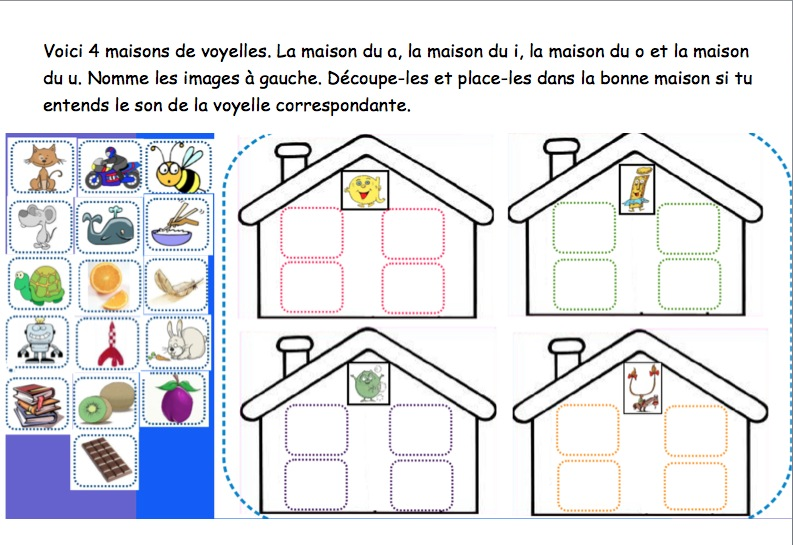 Voici 4 maisons de voyelles. La maison du a, la maison du i, la maison du o et la maison
du u. Nomme les images à gauche. Découpe-les et place-les dans la bonne maison si tu
entends le son de la voyelle correspondante.